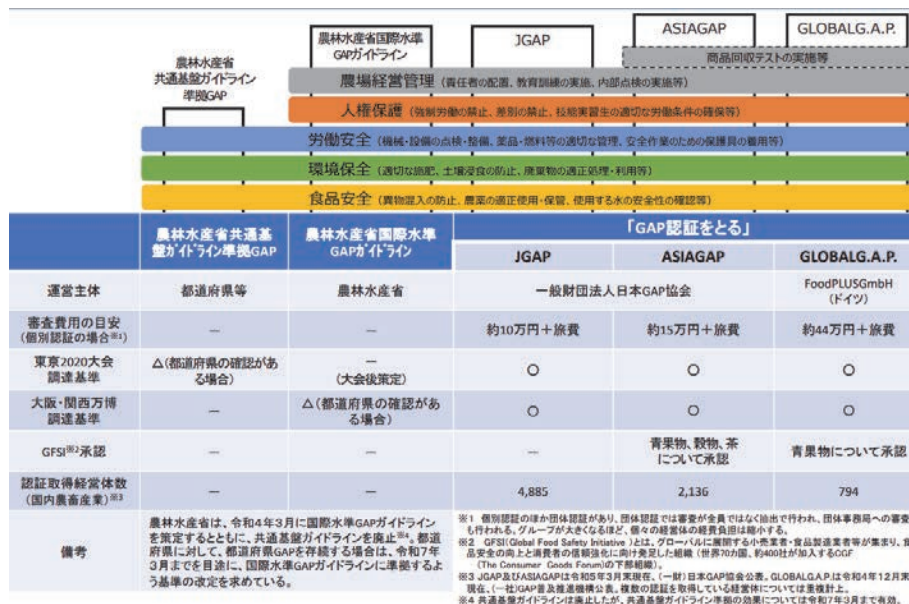 農林水産省
共通基盤ガイドライン
準拠GAP
農林水産省国際水準
GAPガイドライン
JGAP
ASIAGAP
GLOBALG.A.P.
商品回収テストの実施等
農場経営管理（責任者の配置、教育訓練の実施、内部点検の実施等）
人権保護（強制労働の禁止、差別の禁止、技能実習生の適切な労働条件の確保等）
労働安全（機械・設備の点検・整備、薬品・燃料等の適切な管理、安全作業のための保護具の着用等）
環境保全（適切な施肥、土壌浸食の防止、廃棄物の適正処理・利用等）
食品安全（異物混入の防止、農薬の適正使用・保管、使用する水の安全性の確認等）
農林水産省共通基
盤ガイドライン準拠GAP
農林水産省国際水準
GAPガイドライン
「GAP認証をとる」
JGAP
ASIAGAP
GLOBALG.A.P.
運営主体
都道府県等
農林水産省
一般財団法人日本GAP協会
FoodPLUSGmbH
（ドイツ）
審査費用の目安
（個別認証の場合※1）
―
―
約10万円＋旅費
約15万円＋旅費
約44万円＋旅費
東京2020大会
調達基準
△（都道府県の確認があ
る場合）
―
（大会後策定）
○
○
○
大阪・関西万博
調達基準
―
△（都道府県の確認があ
る場合）
○
○
○
GFSI※2承認
―
―
―
青果物、穀物、茶
について承認
青果物について承認
認証取得経営体数
（国内農畜産業）※3
―
―
4,885
2,136
794
備考
農林水産省は、令和4年3月に国際水準GAPガイドライン
を策定するとともに、共通基盤ガイドラインを廃止※4。都道
府県に対して、都道府県GAPを存続する場合は、令和7年
3月までを目途に、国際水準GAPガイドラインに準拠するよ
う基準の改定を求めている。
※1 個別認証のほか団体認証があり、団体認証では審査が全員ではなく抽出で行われ、団体事務局への審査
も行われる。グループが大きくなるほど、個々の経営体の経費負担は縮小する。
※2 GFSI(Global Food Safety Initiative )とは、グローバルに展開する小売業者・食品製造業者等が集まり、食
品安全の向上と消費者の信頼強化に向け発足した組織（世界70カ国、約400社が加入するCGF
(The Consumer Goods Forum)の下部組織）。
※3 JGAP及びASIAGAPは令和5年3月末現在、（一財）日本GAP協会公表。GLOBALG.A.P.は令和4年12月末
現在、（一社）GAP普及推進機構公表。複数の認証を取得している経営体については重複計上。
※4 共通基盤ガイドラインは廃止したが、共通基盤ガイドライン準拠の効果については令和7年3月まで有効。